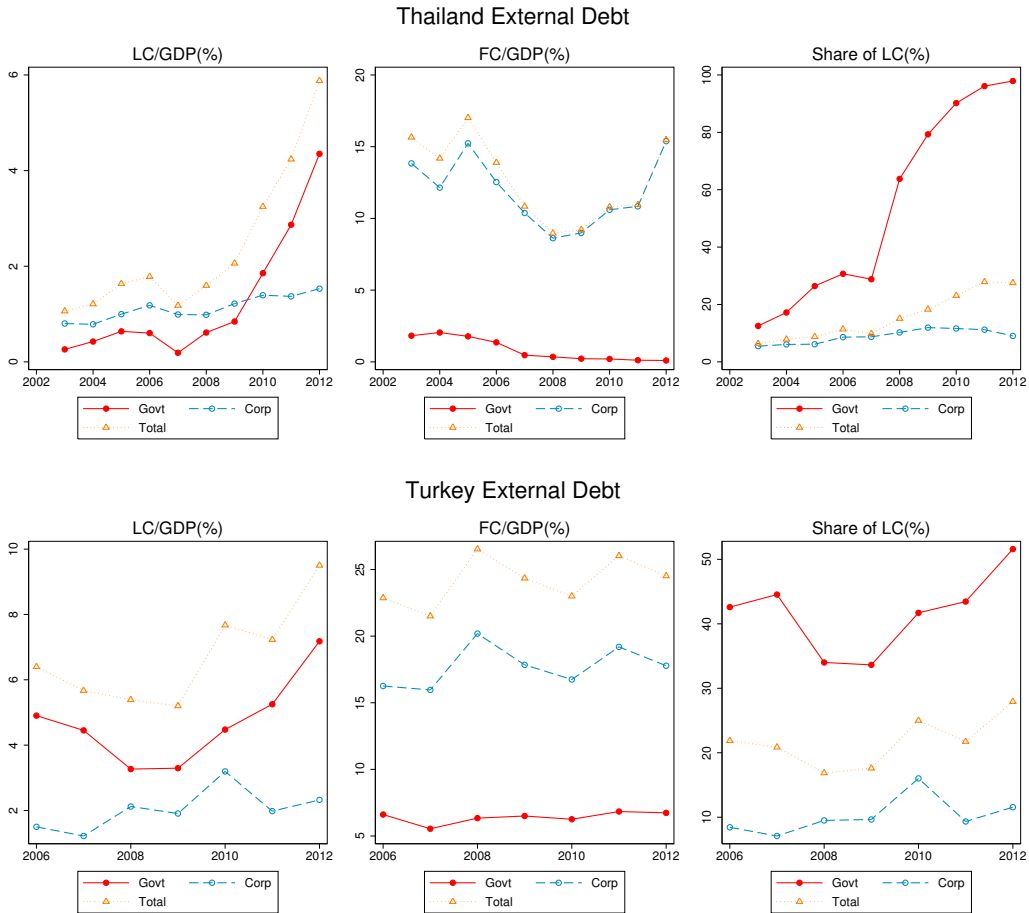 Thailand External Debt
LC/GDP(%)
FC/GDP(%)
Share of LC(%)
0 2 4 6
2002 2004 2006 2008 2010 2012
0 5 10 15 20
2002 2004 2006 2008 2010 2012
0 20 40 60 80 100
2002 2004 2006 2008 2010 2012
Govt Corp
Total
Govt Corp
Total
Govt Corp
Total
Turkey External Debt
LC/GDP(%)
FC/GDP(%)
Share of LC(%)
2 4 6 8 10
2006 2008 2010 2012
5 10 15 20 25
2006 2008 2010 2012
10 20 30 40 50
2006 2008 2010 2012
Govt Corp
Total
Govt Corp
Total
Govt Corp
Total